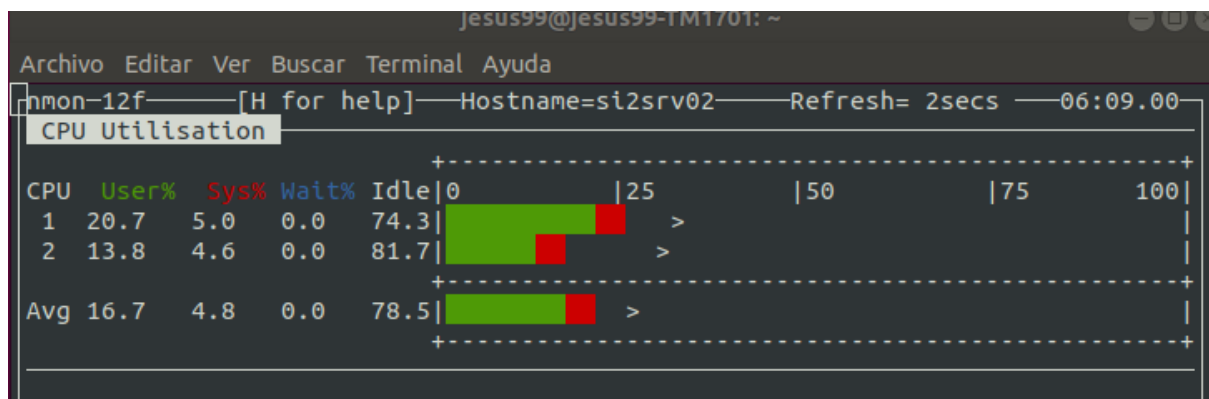 jesus99@jesus99-TM1701: ~
Archivo Editar Ver Buscar Terminal Ayuda
nmon─12f──────[H for help]───Hostname=si2srv02─────Refresh= 2secs ───06:09.00─
CPU Utilisation
+-------------------------------------------------+
CPU User% Sys% Wait% Idle|0 |25 |50 |75 100|
1 20.7 5.0 0.0 74.3| > |
2 13.8 4.6 0.0 81.7| > |
+-------------------------------------------------+
Avg 16.7 4.8 0.0 78.5| > |
+-------------------------------------------------+